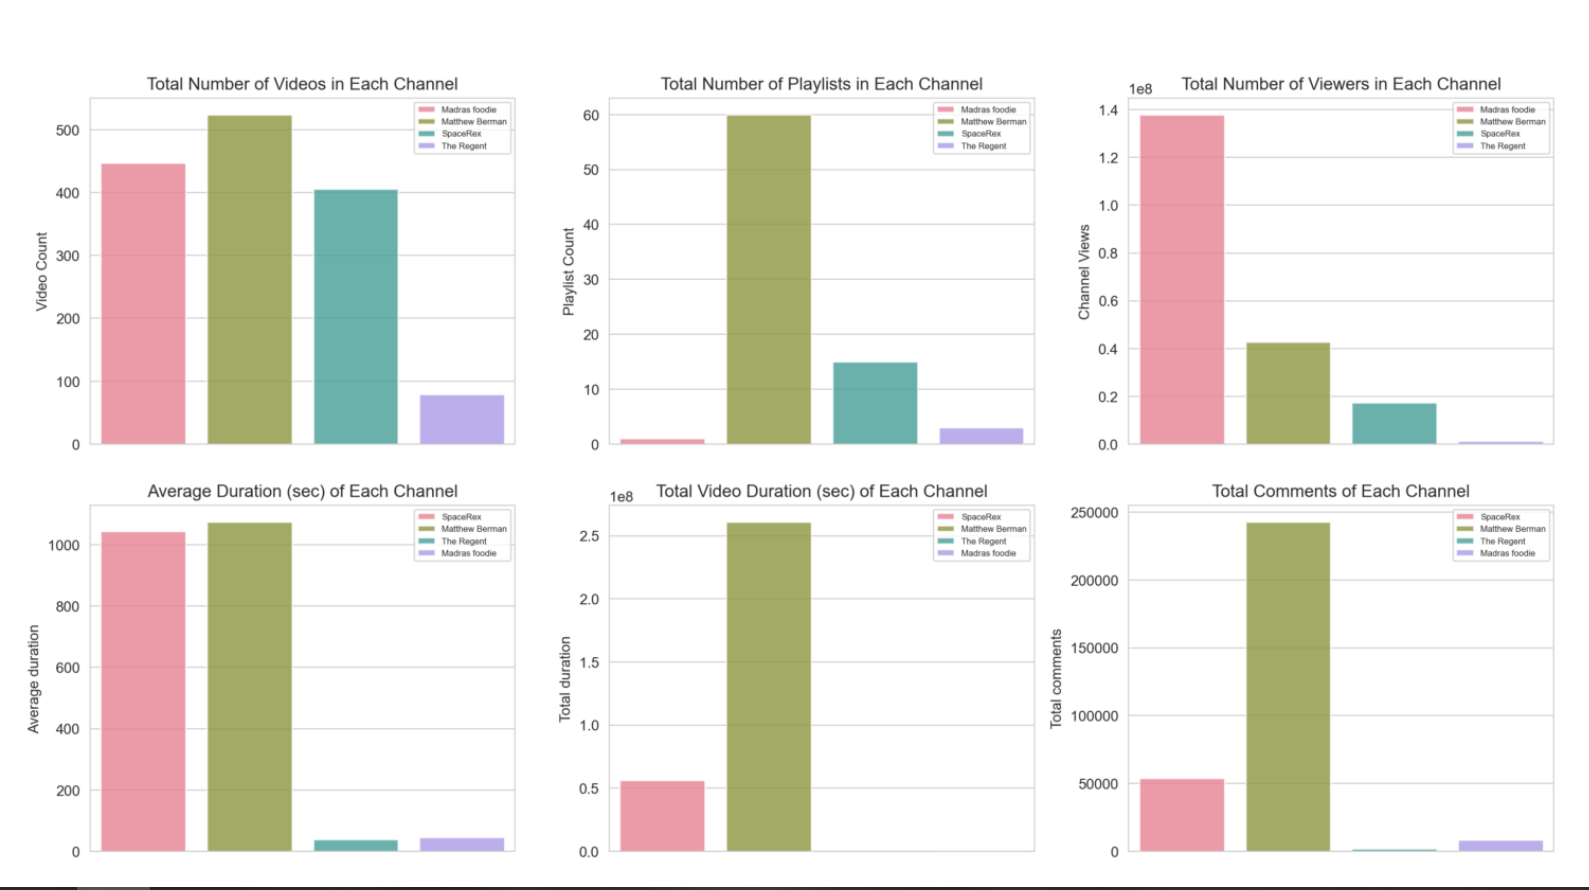 Total Number of Videos in Each Channel
Madras foodie
Matthew Berman
SpaceRex
The Regent
500
400
300
200
100
0
Video Count
Total Number of Playlists in Each Channel
Madras foodie
Matthew Berman
SpaceRex
The Regent
60
50
40
30
20
10
0
Playlist Count
1e8
Total Number of Viewers in Each Channel
Madras foodie
Matthew Berman
SpaceRex
The Regent
1.4
1.2
1.0
0.8
0.6
0.4
0.2
0.0
Channel Views
Average Duration (sec) of Each Channel
SpaceRex
Matthew Berman
The Regent
Madras foodie
1000
800
600
400
200
0
Average duration
1e8
Total Video Duration (sec) of Each Channel
SpaceRex
Matthew Berman
The Regent
Madras foodie
2.5
2.0
1.5
1.0
0.5
0.0
Total duration
Total Comments of Each Channel
SpaceRex
Matthew Berman
The Regent
Madras foodie
250000
200000
150000
100000
50000
0
Total comments